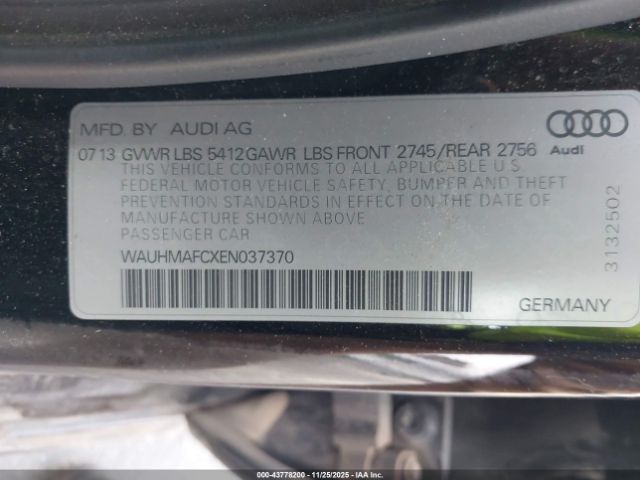 MFD BY AUDI AG
07 13 GVWR LBS 5412 GAWR LBS FRONT 2745/REAR 2756
THIS VEHICLE CONFORMS TO ALL APPLICABLE U.S.
FEDERAL MOTOR VEHICLE SAFETY, BUMPER AND THEFT
PREVENTION STANDARDS IN EFFECT ON THE DATE OF
MANUFACTURE SHOWN ABOVE
PASSENGER CAR
WAUHMAFCXEN037370
Audi
3132502
GERMANY
000-43778200 - 11/25/2025 - IAA, Inc.